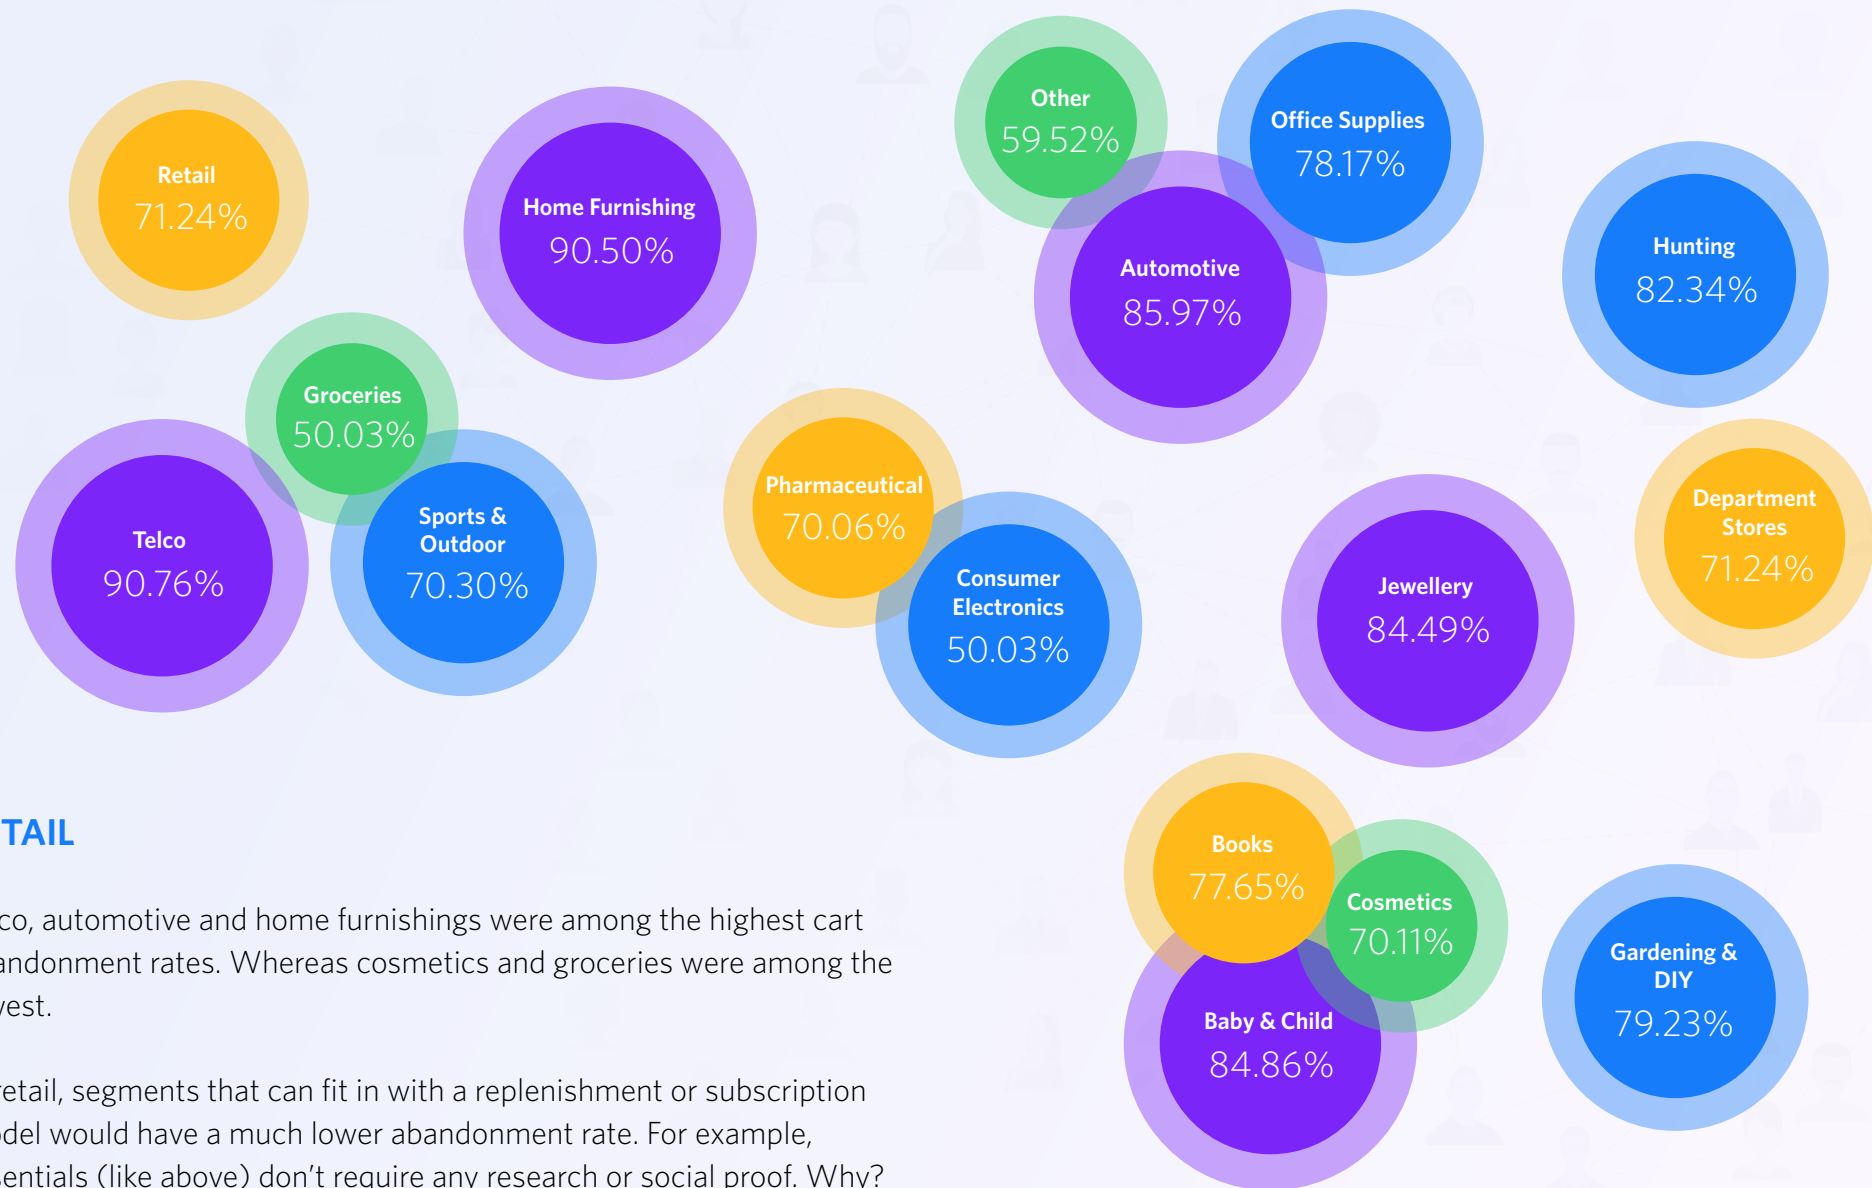 Retail
71.24%
Home Furnishing
90.50%
Other
59.52%
Office Supplies
78.17%
Automotive
85.97%
Hunting
82.34%
Groceries
50.03%
Telco
90.76%
Sports &
Outdoor
70.30%
Pharmaceutical
70.06%
Consumer
Electronics
50.03%
Jewellery
84.49%
Department
Stores
71.24%
Books
77.65%
Cosmetics
70.11%
Baby & Child
84.86%
Gardening &
DIY
79.23%
TAIL
co, automotive and home furnishings were among the highest cart
andonment rates. Whereas cosmetics and groceries were among the
vest.
retail, segments that can fit in with a replenishment or subscription
odel would have a much lower abandonment rate. For example,
sentials (like above) don't require any research or social proof. Why?